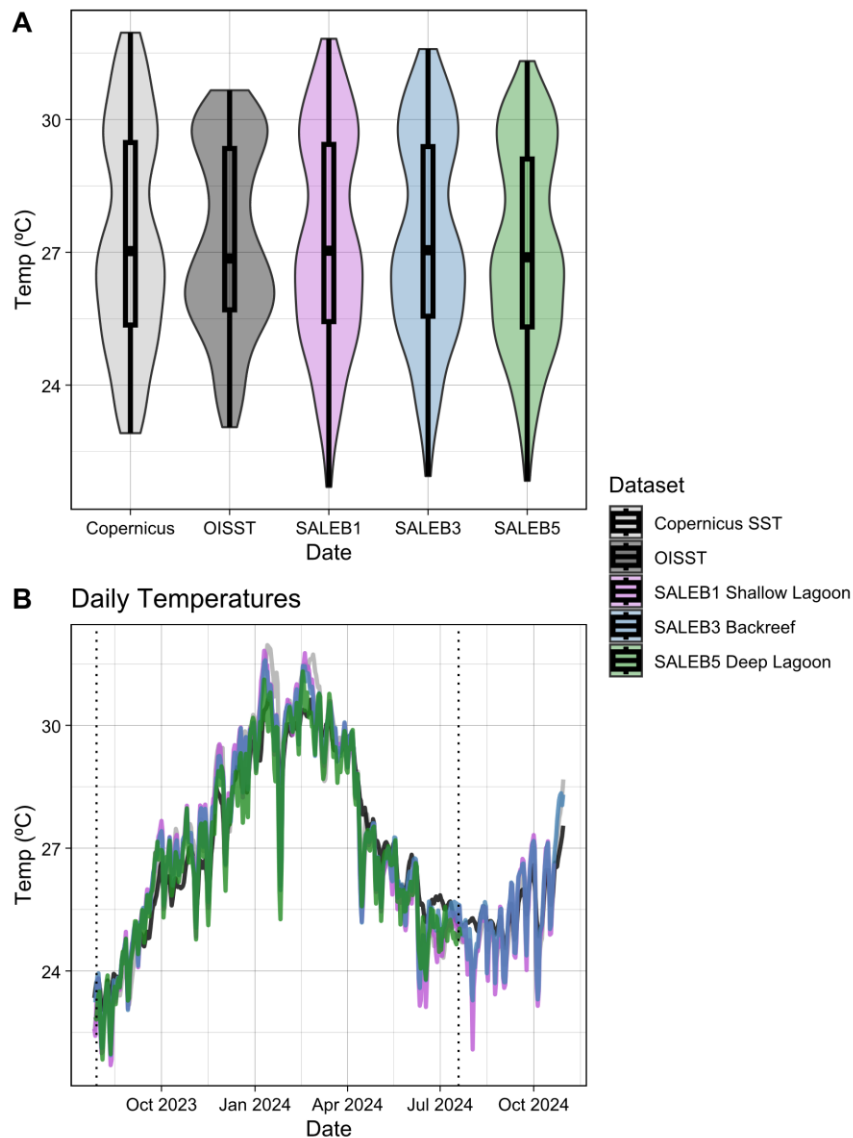 A
30
27
24
Temp (ºC)
Copernicus OISST SALEB1 SALEB3 SALEB5
Date
Dataset
Copernicus SST
OISST
SALEB1 Shallow Lagoon
SALEB3 Backreef
SALEB5 Deep Lagoon
B Daily Temperatures
30
27
24
Temp (ºC)
Oct 2023 Jan 2024 Apr 2024 Jul 2024 Oct 2024
Date